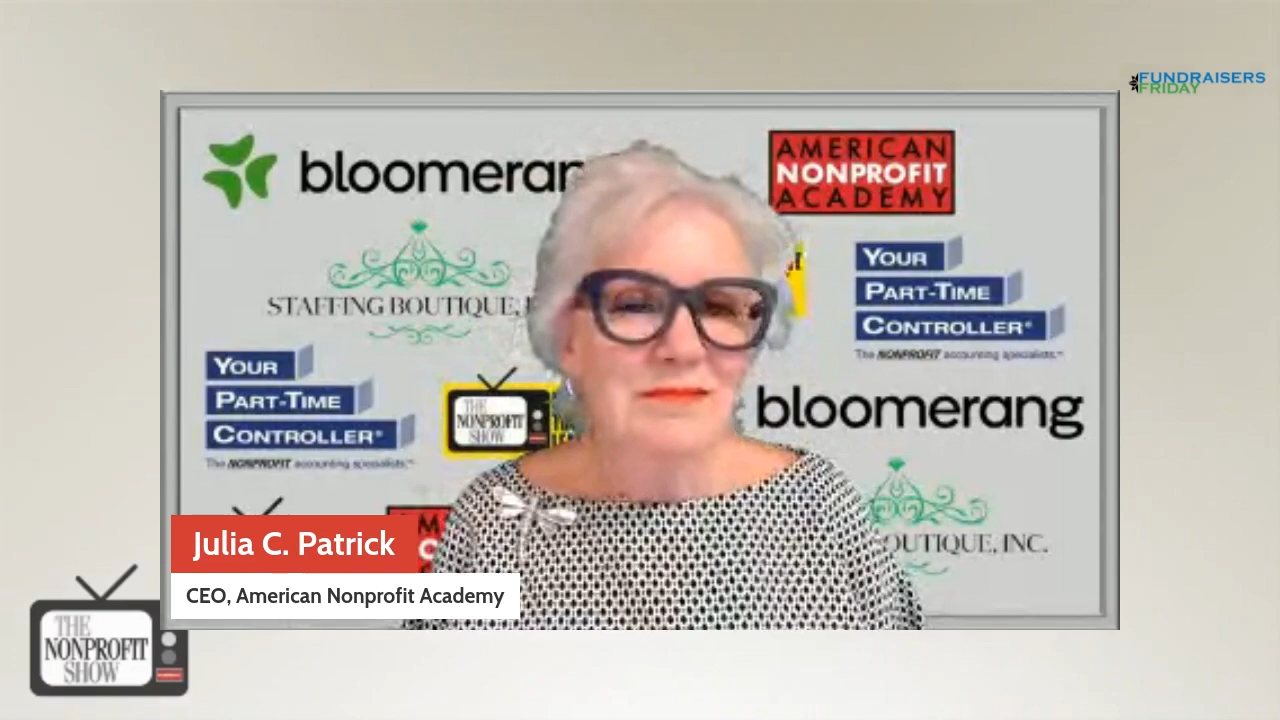 FUNDRAISERS
FRIDAY
bloomerang
AMERICAN
NONPROFIT
ACADEMY
STAFFING BOUTIQUE,
YOUR
PART-TIME
CONTROLLER®
The NONPROFIT accounting specialists.™
YOUR
PART-TIME
CONTROLLER®
The NONPROFIT accounting specialists.™
THE
NONPROFIT
SHOW
bloomerang
OUTIQUE, INC.
Julia C. Patrick
CEO, American Nonprofit Academy
THE
NONPROFIT
SHOW